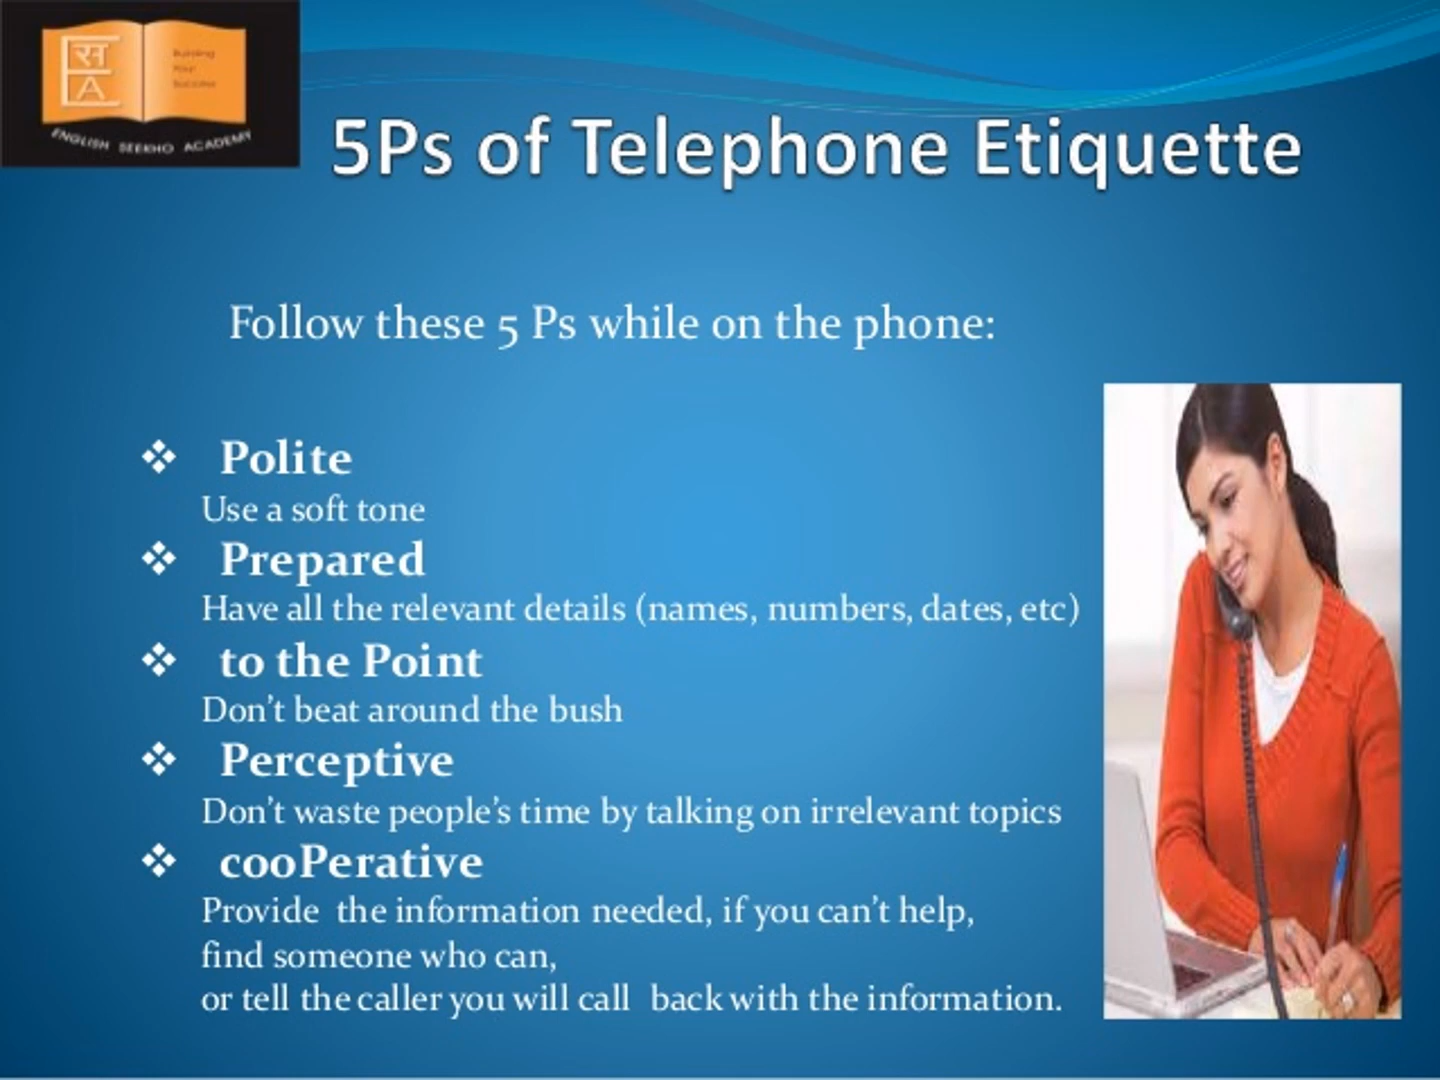 स
E
A
Building
Your
Success
ENGLISH SEEKHO ACADEMY
5Ps of Telephone Etiquette
Follow these 5 Ps while on the phone:
❖ Polite
Use a soft tone
❖ Prepared
Have all the relevant details (names, numbers, dates, etc)
❖ to the Point
Don't beat around the bush
❖ Perceptive
Don't waste people's time by talking on irrelevant topics
❖ cooPerative
Provide the information needed, if you can't help,
find someone who can,
or tell the caller you will call back with the information.